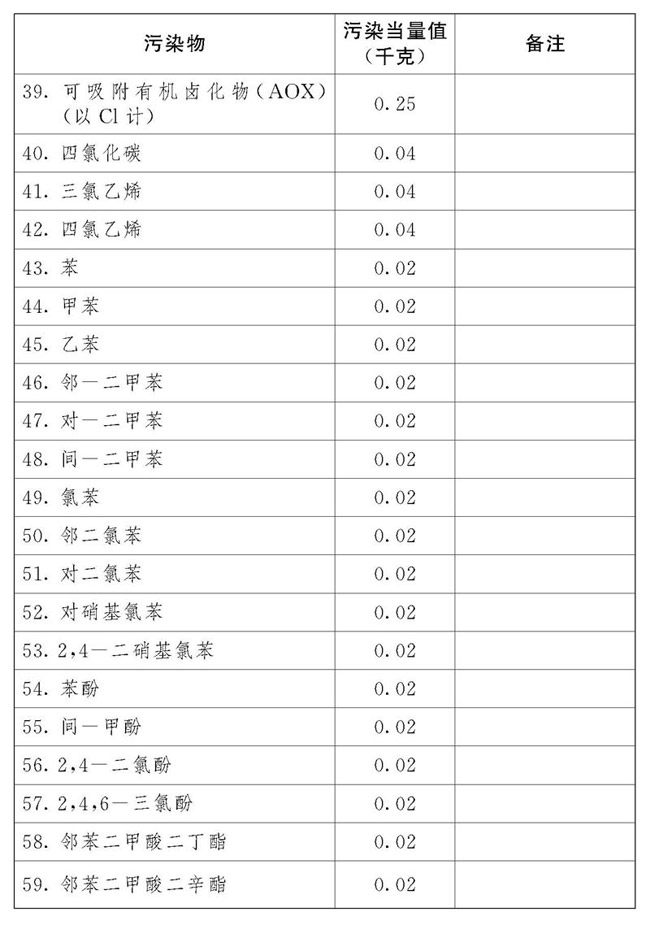 污染物 污染当量值（千克） 备注
39. 可吸附有机卤化物（AOX）
（以 Cl 计） 0.25
40. 四氯化碳 0.04
41. 三氯乙烯 0.04
42. 四氯乙烯 0.04
43. 苯 0.02
44. 甲苯 0.02
45. 乙苯 0.02
46. 邻－二甲苯 0.02
47. 对－二甲苯 0.02
48. 间－二甲苯 0.02
49. 氯苯 0.02
50. 邻二氯苯 0.02
51. 对二氯苯 0.02
52. 对硝基氯苯 0.02
53. 2,4－二硝基氯苯 0.02
54. 苯酚 0.02
55. 间－甲酚 0.02
56. 2,4－二氯酚 0.02
57. 2,4,6－三氯酚 0.02
58. 邻苯二甲酸二丁酯 0.02
59. 邻苯二甲酸二辛酯 0.02